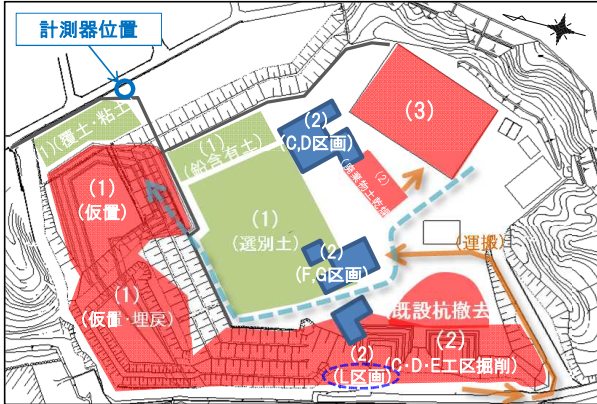 計測器位置
(1)(覆土・粘土)
(1)
(鉛含有土)
(2)
(C,D区画)
(3)
(2)
(1)
(仮置)
(1)
(選別土)
(2)
(F,G区画)
(運搬)
(1)
(仮置・埋戻)
既設杭撤去
(2)
(L区画)
(2)
(C・D・E工区掘削)